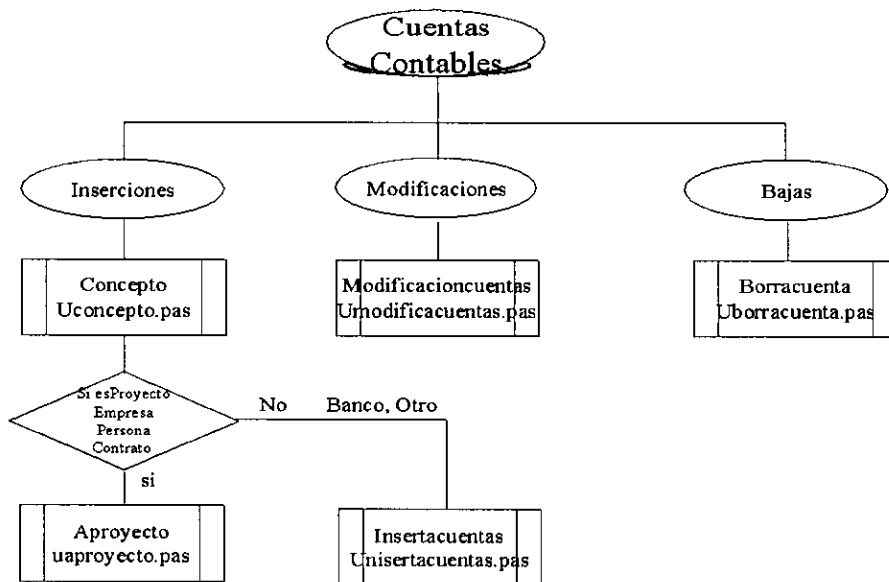 Cuentas
Contables
Inserciones
Modificaciones
Bajas
Concepto
Uconcepto.pas
Modificacioncuentas
Umodificacuentas.pas
Borracuenta
Uborracuenta.pas
Si esProyecto
Empresa
Persona
Contrato
No
Banco, Otro
si
Aproyecto
uaproyecto.pas
Insertacuentas
Unisertacuentas.pas